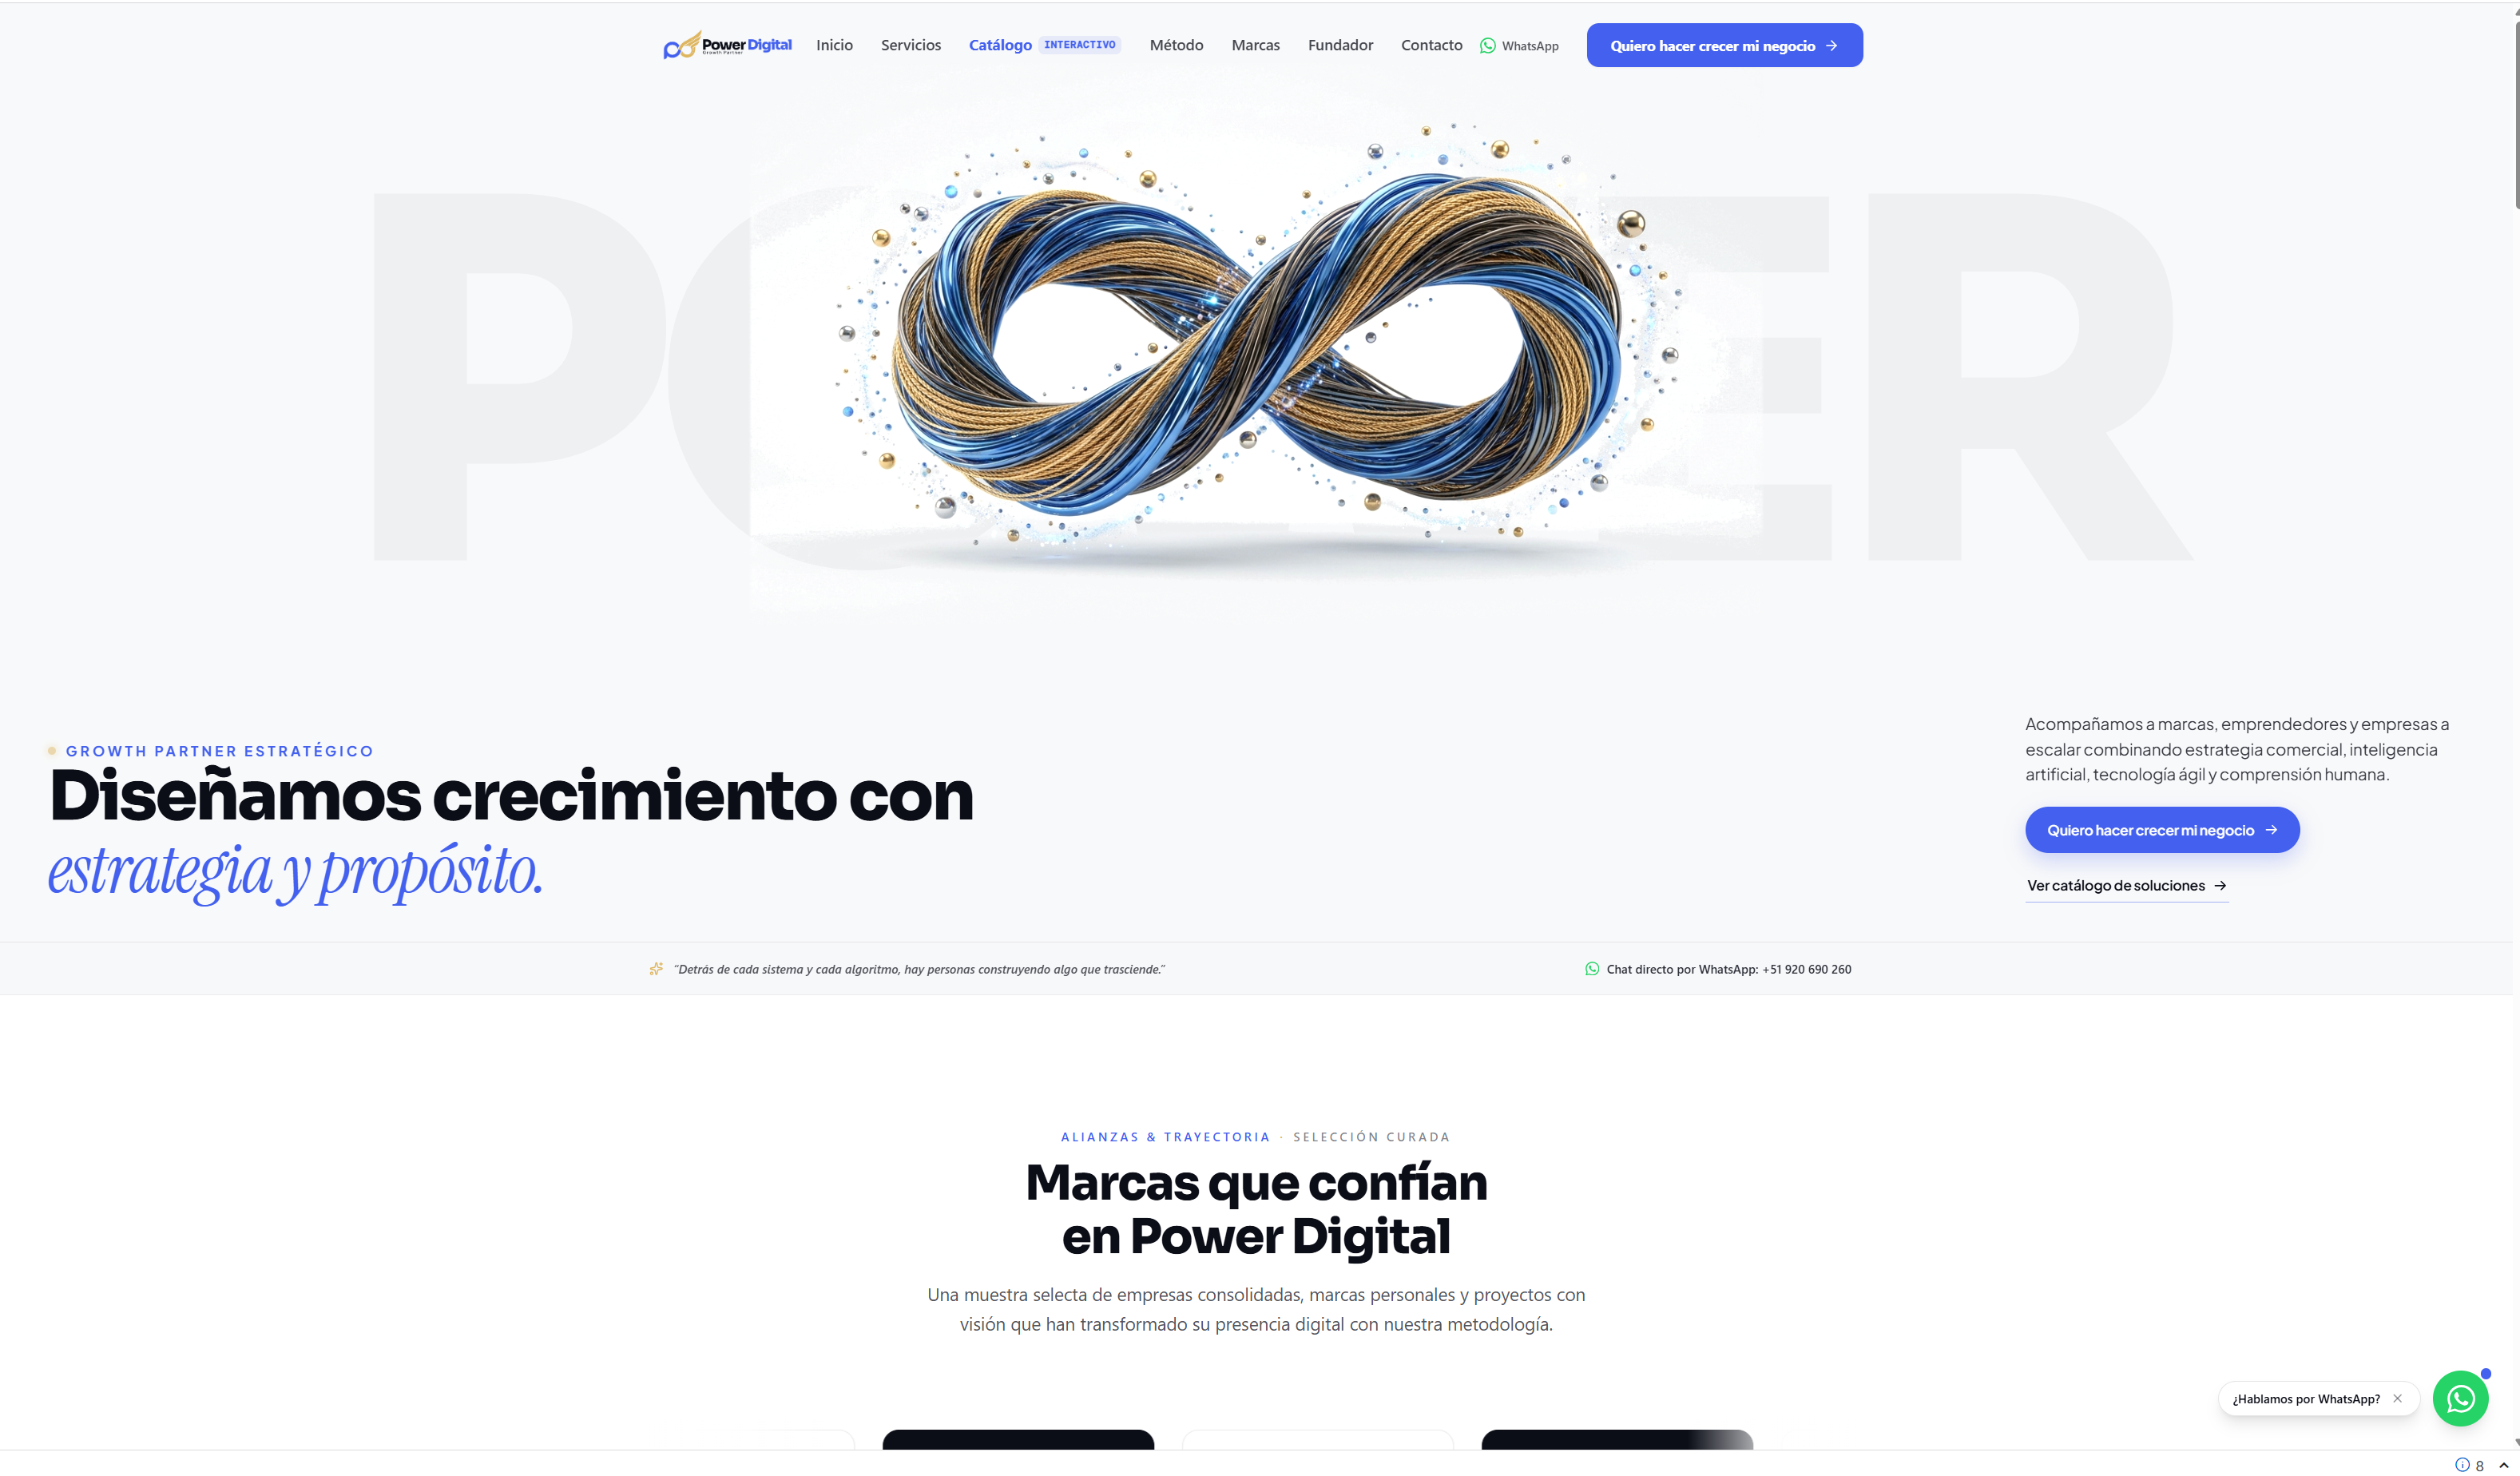 Power Digital
Growth Partner
Inicio
Servicios
Catálogo INTERACTIVO
Método
Marcas
Fundador
Contacto
WhatsApp
Quiero hacer crecer mi negocio →
GROWTH PARTNER ESTRATÉGICO
Diseñamos crecimiento con
estrategia y propósito.
Acompañamos a marcas, emprendedores y empresas a
escalar combinando estrategia comercial, inteligencia
artificial, tecnología ágil y comprensión humana.
Quiero hacer crecer mi negocio →
Ver catálogo de soluciones →
"Detrás de cada sistema y cada algoritmo, hay personas construyendo algo que trasciende."
Chat directo por WhatsApp: +51 920 690 260
ALIANZAS & TRAYECTORIA · SELECCIÓN CURADA
Marcas que confían
en Power Digital
Una muestra selecta de empresas consolidadas, marcas personales y proyectos con
visión que han transformado su presencia digital con nuestra metodología.
¿Hablamos por WhatsApp?
8